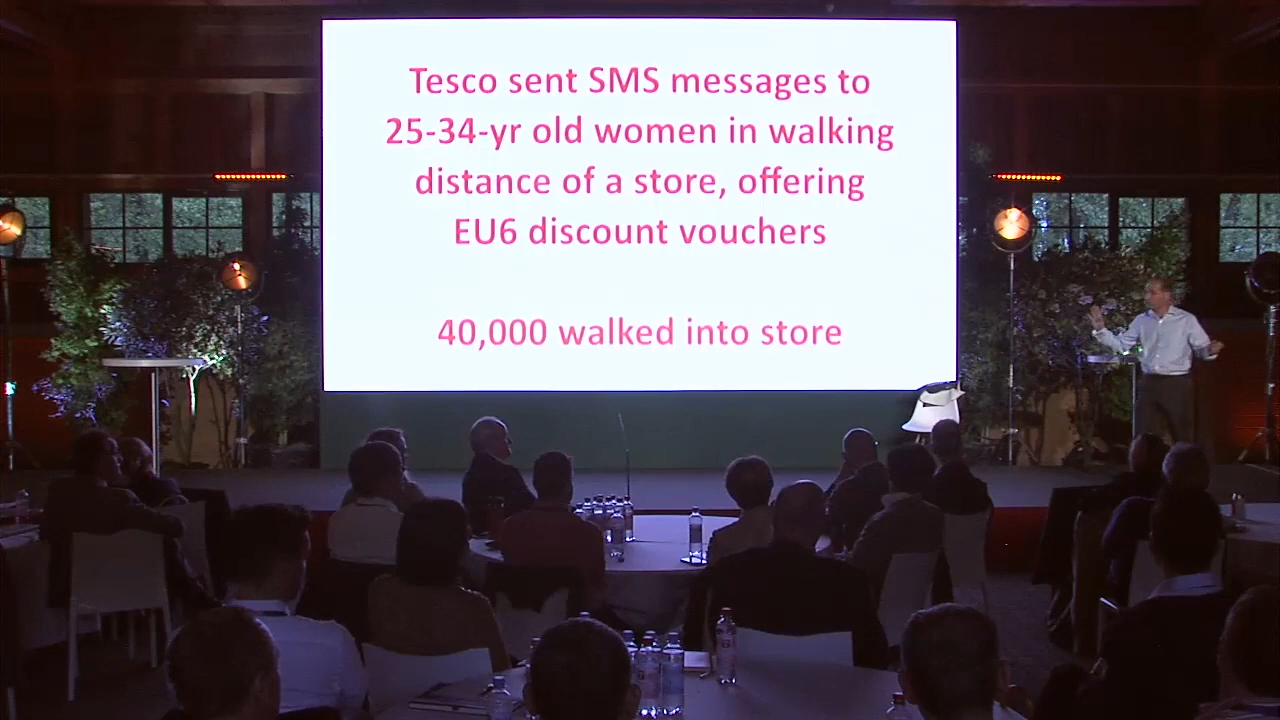 Tesco sent SMS messages to
25-34-yr old women in walking
distance of a store, offering
EU6 discount vouchers
40,000 walked into store